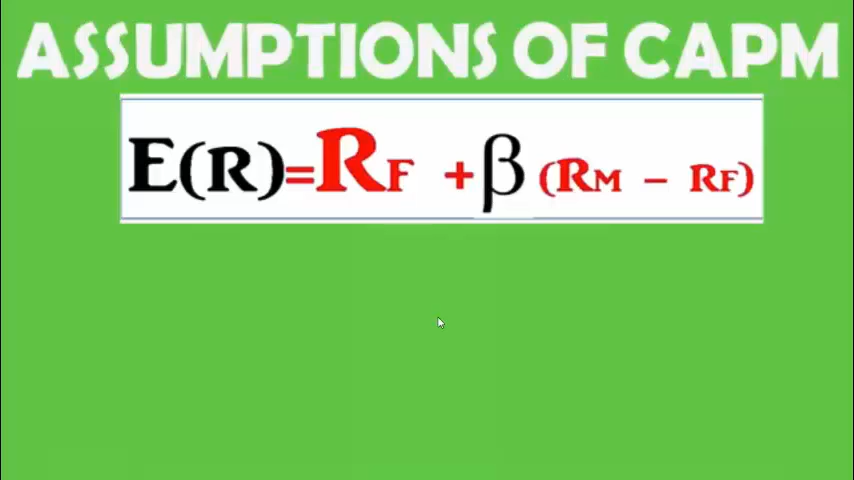 ASSUMPTIONS OF CAPM
E(R)=RF +β (RM – RF)